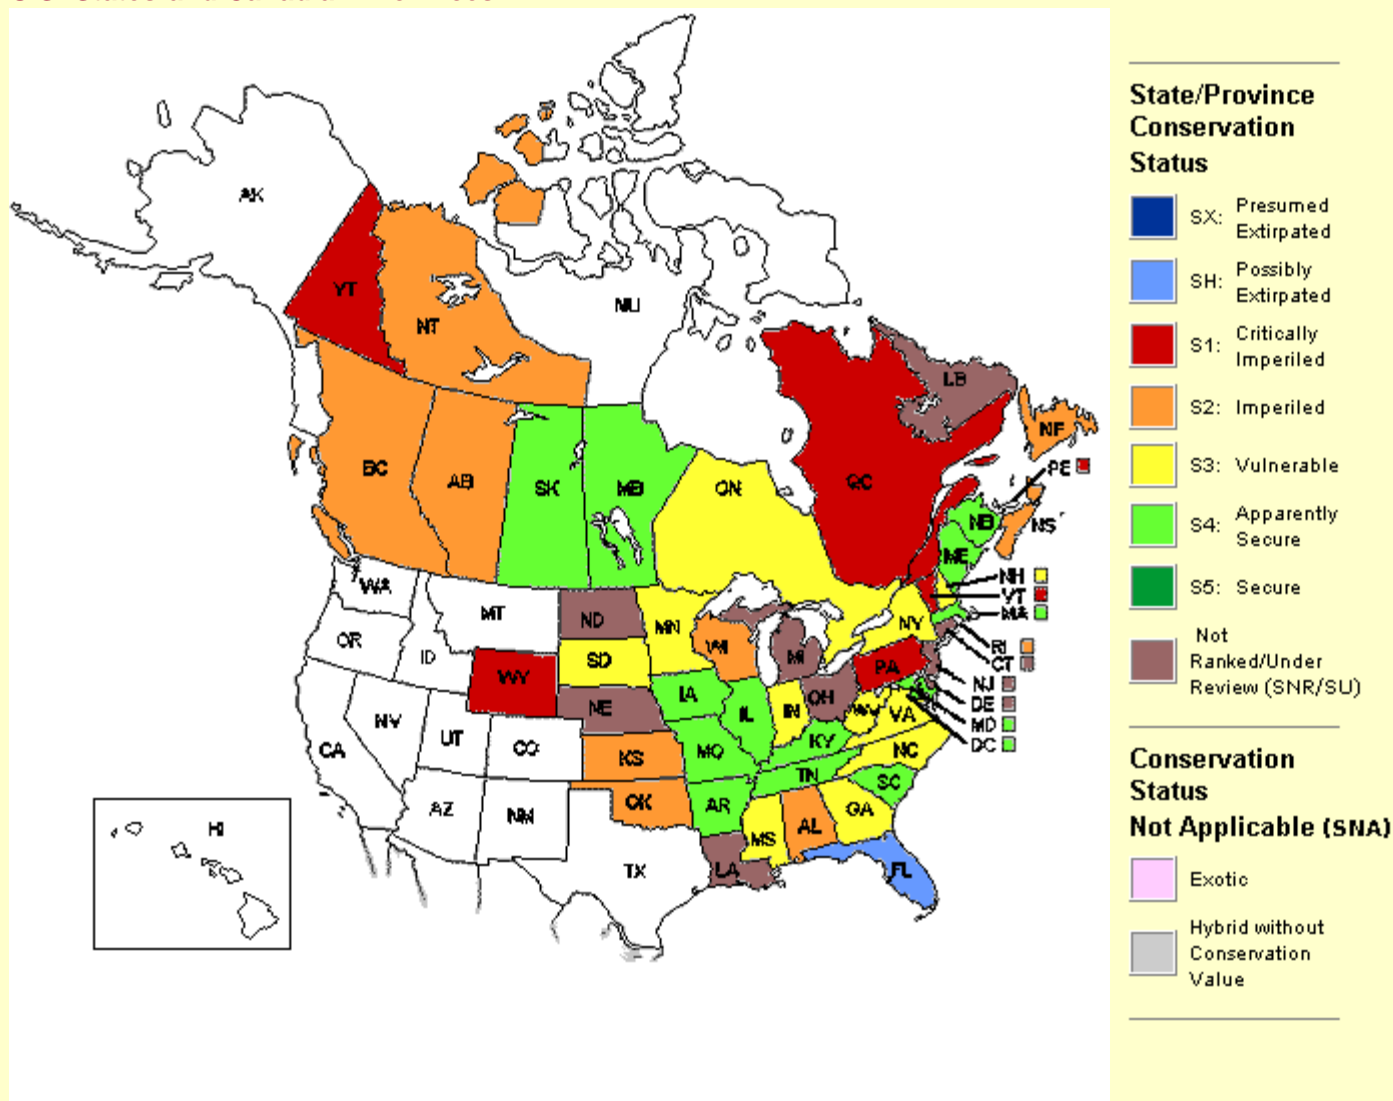 AK
YT
NT
NU
BC
AB
SK
MB
ON
QC
LB
NF
PE
NS
NB
ME
NH
VT
MA
RI
CT
NJ
DE
MD
DC
WA
OR
ID
MT
ND
SD
WY
NE
MN
WI
MI
NY
PA
CA
NV
UT
CO
KS
IA
IL
IN
OH
WV
VA
MO
KY
NC
AZ
NM
OK
AR
TN
SC
TX
LA
MS
AL
GA
FL
HI
State/Province
Conservation
Status
SX: Presumed
Extirpated
SH: Possibly
Extirpated
S1: Critically
Imperiled
S2: Imperiled
S3: Vulnerable
S4: Apparently
Secure
S5: Secure
Not
Ranked/Under
Review (SNR/SU)
Conservation
Status
Not Applicable (SNA)
Exotic
Hybrid without
Conservation
Value